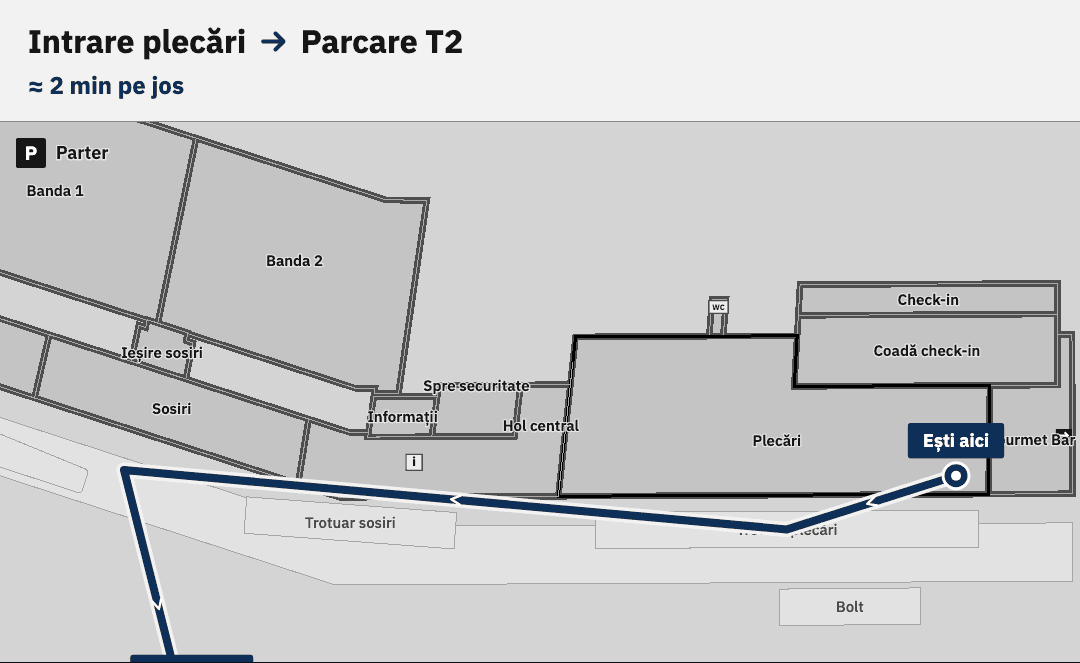 Intrare plecări → Parcare T2
≈ 2 min pe jos
P Parter
Banda 1
Banda 2
wc
Check-in
Coadă check-in
Ieșire sosiri
Spre securitate
Sosiri
Informații
Hol central
Plecări
Ești aici
Bar
i
Trotuar sosiri
Bolt